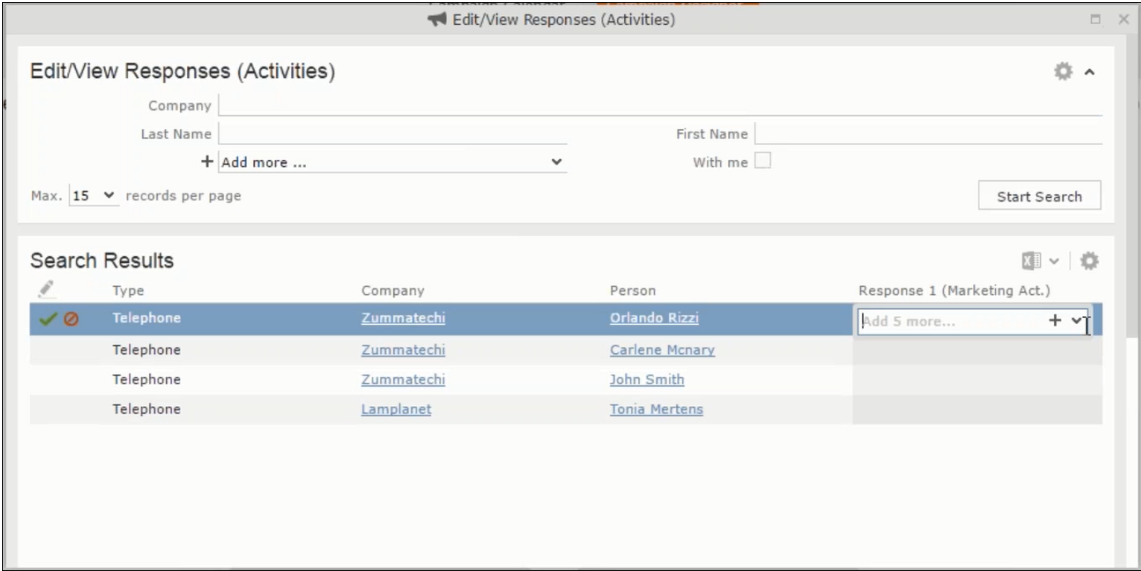 Edit/View Responses (Activities)
Edit/View Responses (Activities)
Company
Last Name First Name
Add more ... With me
Max. 15 records per page Start Search
Search Results
Type Company Person Response 1 (Marketing Act.)
Telephone Zummatechi Orlando Rizzi Add 5 more...
Telephone Zummatechi Carlene Mcnary
Telephone Zummatechi John Smith
Telephone Lamplanet Tonia Mertens